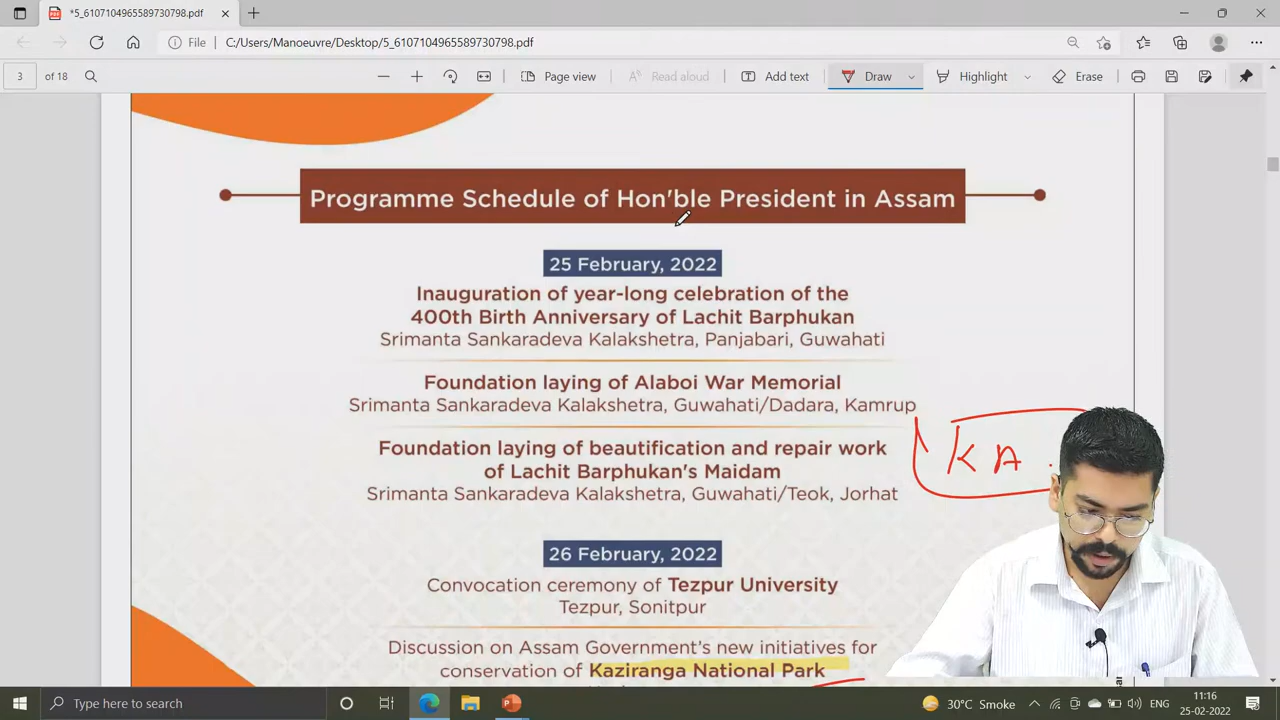 *5_6107104965589730798.pdf
File C:/Users/Manoeuvre/Desktop/5_6107104965589730798.pdf
3 of 18 Page view Read aloud Add text Draw Highlight Erase
Programme Schedule of Hon'ble President in Assam
25 February, 2022
Inauguration of year-long celebration of the
400th Birth Anniversary of Lachit Barphukan
Srimanta Sankaradeva Kalakshetra, Panjabari, Guwahati
Foundation laying of Alaboi War Memorial
Srimanta Sankaradeva Kalakshetra, Guwahati/Dadara, Kamrup
Foundation laying of beautification and repair work
of Lachit Barphukan's Maidam
Srimanta Sankaradeva Kalakshetra, Guwahati/Teok, Jorhat
KA
26 February, 2022
Convocation ceremony of Tezpur University
Tezpur, Sonitpur
Discussion on Assam Government's new initiatives for
conservation of Kaziranga National Park
Type here to search
30°C Smoke
ENG
11:16
25-02-2022